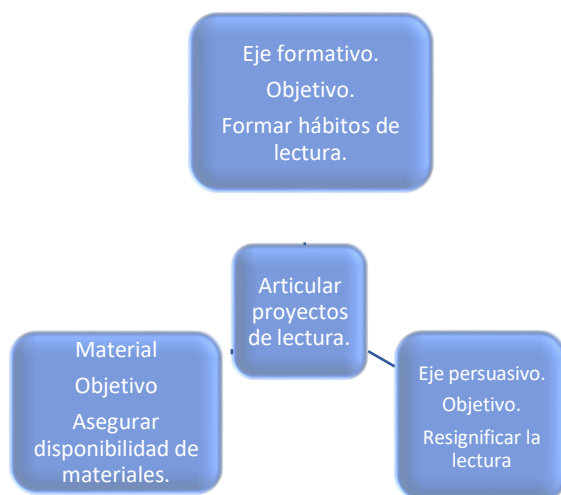 Eje formativo.
Objetivo.
Formar hábitos de
lectura.
Articular
proyectos
de lectura.
Material
Objetivo
Asegurar
disponibilidad de
materiales.
Eje persuasivo.
Objetivo.
Resignificar la
lectura